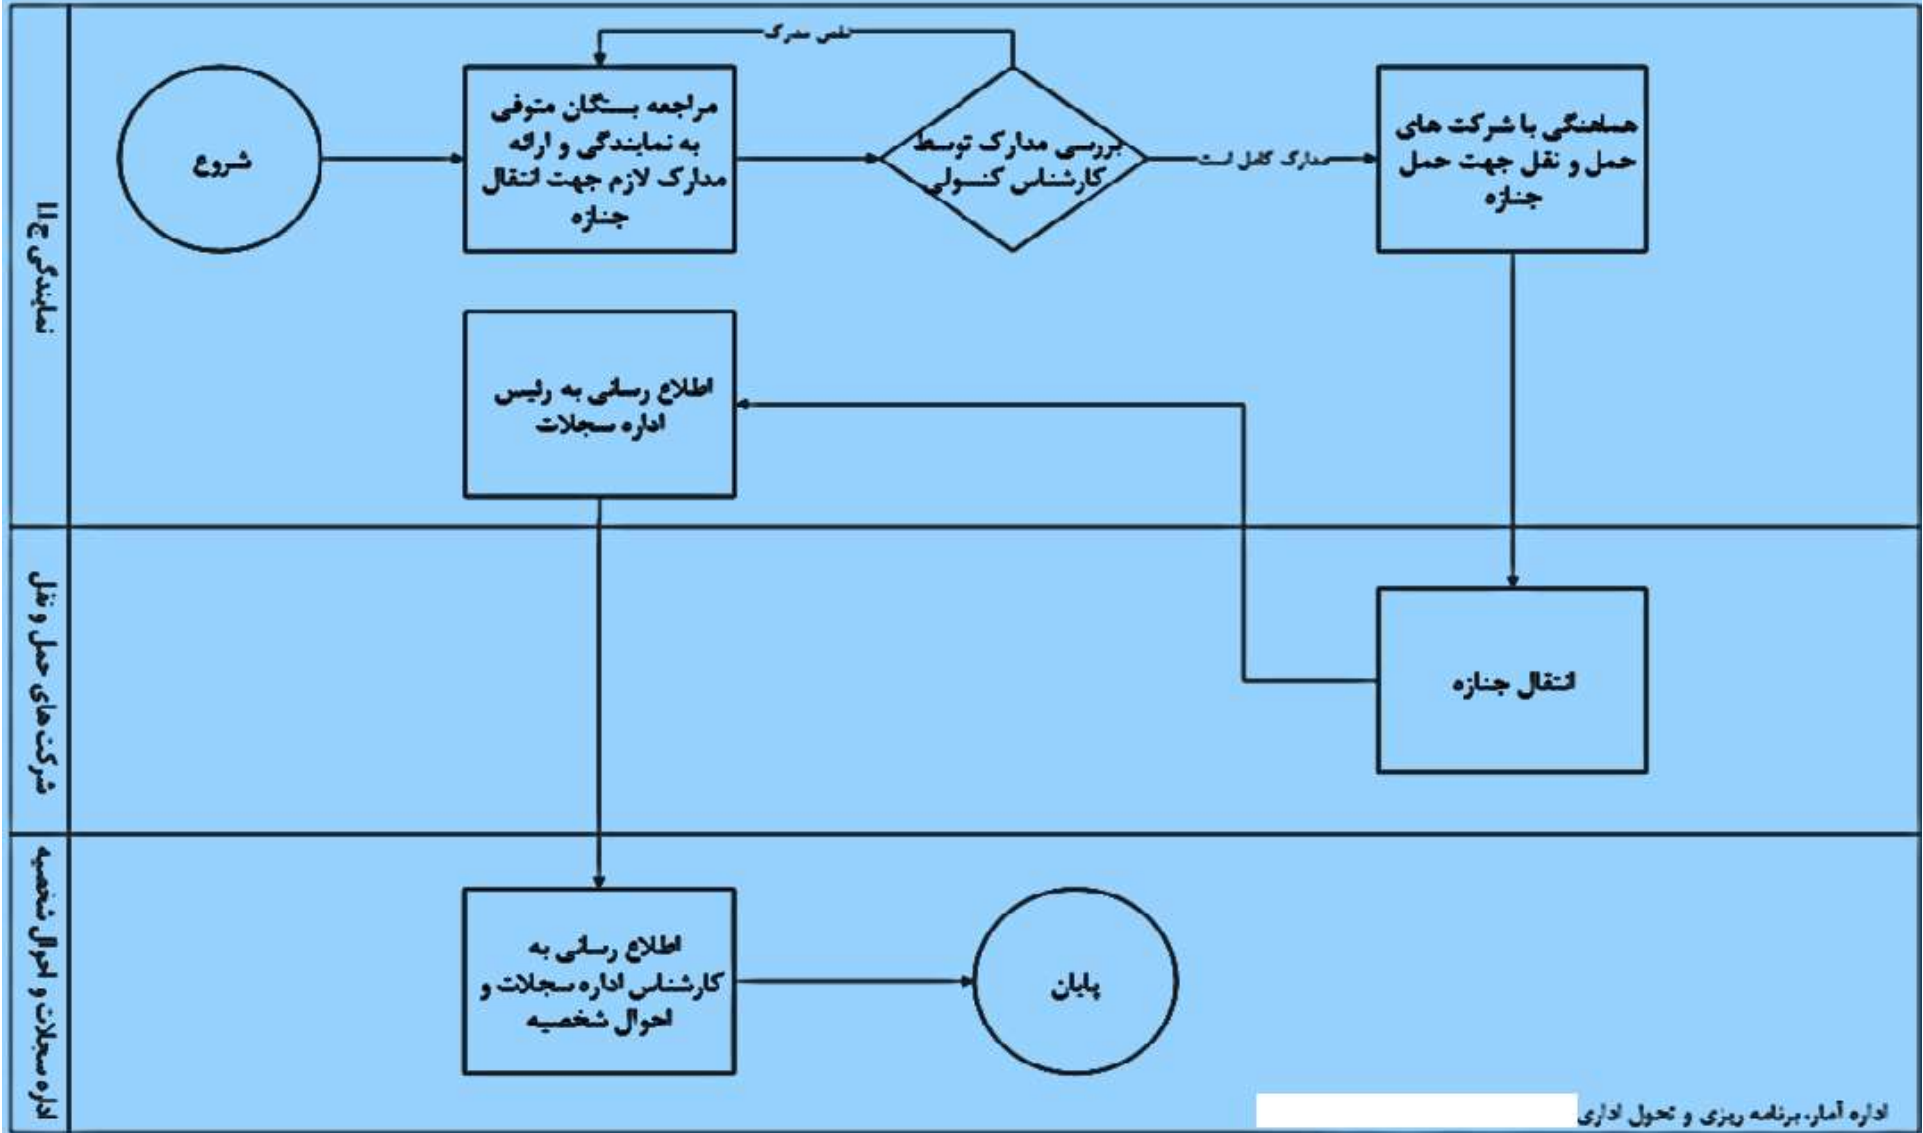 نمایندگی ج.ا.ا
شروع
مراجعه بستگان متوفی
به نمایندگی و ارائه
مدارک لازم جهت انتقال
جنازه
نقص مدرک
بررسی مدارک توسط
کارشناس کنسولی
مدارک کامل است
هماهنگی با شرکت های
حمل و نقل جهت حمل
جنازه
اطلاع رسانی به رئیس
اداره سجلات
شرکت های حمل و نقل
انتقال جنازه
اداره سجلات و احوال شخصیه
اطلاع رسانی به
کارشناس اداره سجلات و
احوال شخصیه
پایان
اداره آمار، برنامه ریزی و تحول اداری